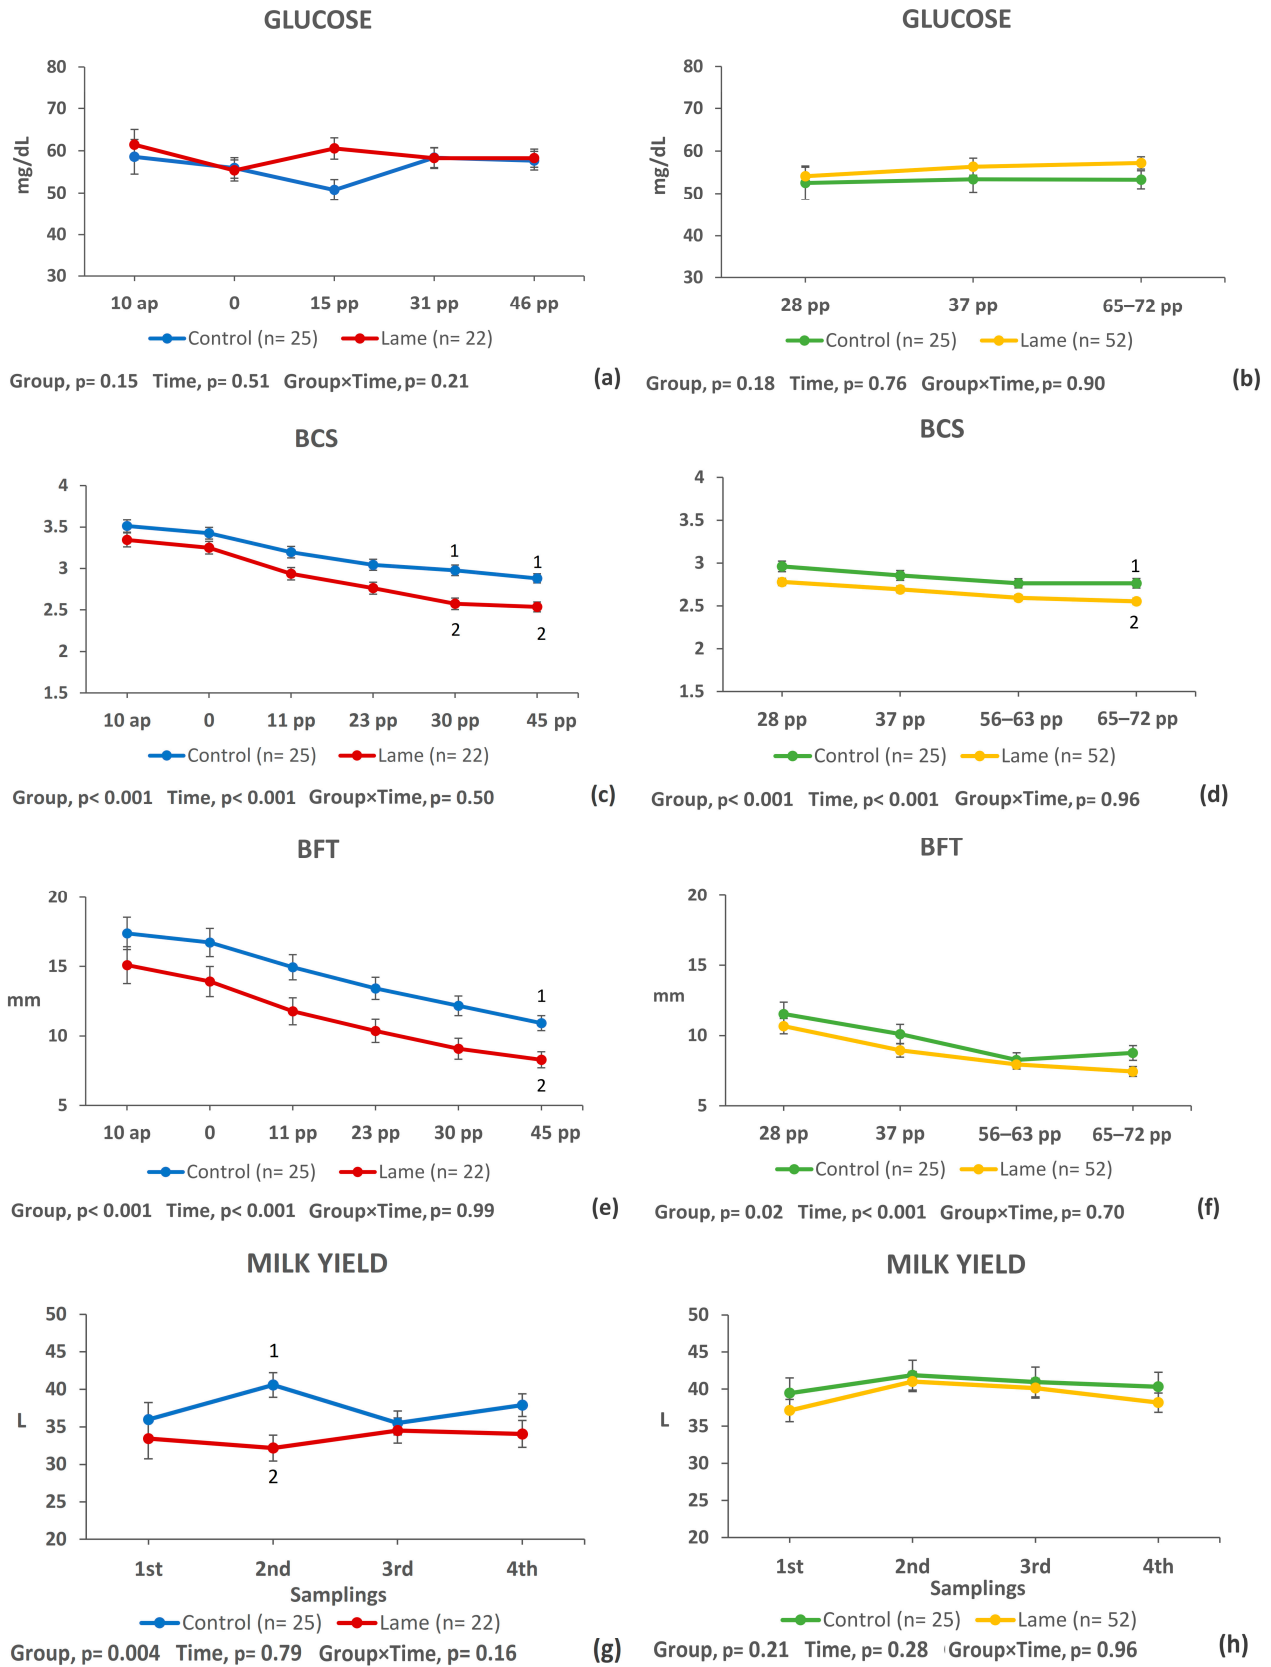 GLUCOSE
80
70
60
50
40
30
mg/dL
10 ap 0 15 pp 31 pp 46 pp
Control (n= 25) Lame (n= 22)
Group, p= 0.15 Time, p= 0.51 Group×Time, p= 0.21 (a)
GLUCOSE
80
70
60
50
40
30
mg/dL
28 pp 37 pp 65–72 pp
Control (n= 25) Lame (n= 52)
Group, p= 0.18 Time, p= 0.76 Group×Time, p= 0.90 (b)
BCS
4
3.5
3
2.5
2
1.5
1 1
2 2
10 ap 0 11 pp 23 pp 30 pp 45 pp
Control (n= 25) Lame (n= 22)
Group, p< 0.001 Time, p< 0.001 Group×Time, p= 0.50 (c)
BCS
4
3.5
3
2.5
2
1.5
1
2
28 pp 37 pp 56–63 pp 65–72 pp
Control (n= 25) Lame (n= 52)
Group, p< 0.001 Time, p< 0.001 Group×Time, p= 0.96 (d)
BFT
20
15
10
5
mm
1
2
10 ap 0 11 pp 23 pp 30 pp 45 pp
Control (n= 25) Lame (n= 22)
Group, p< 0.001 Time, p< 0.001 Group×Time, p= 0.99 (e)
BFT
20
15
10
5
mm
28 pp 37 pp 56–63 pp 65–72 pp
Control (n= 25) Lame (n= 52)
Group, p= 0.02 Time, p< 0.001 Group×Time, p= 0.70 (f)
MILK YIELD
50
45
40
35
30
25
20
L
1
2
1st 2nd 3rd 4th
Samplings
Control (n= 25) Lame (n= 22)
Group, p= 0.004 Time, p= 0.79 Group×Time, p= 0.16 (g)
MILK YIELD
50
45
40
35
30
25
20
L
1st 2nd 3rd 4th
Samplings
Control (n= 25) Lame (n= 52)
Group, p= 0.21 Time, p= 0.28 Group×Time, p= 0.96 (h)